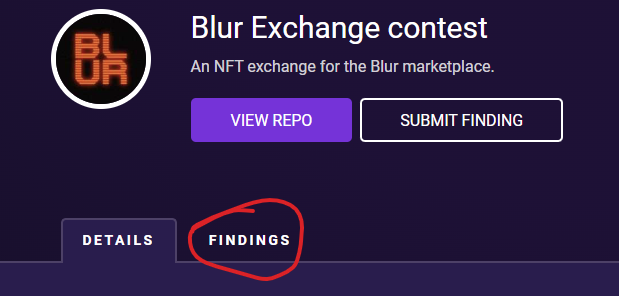 BL
UR
Blur Exchange contest
An NFT exchange for the Blur marketplace.
VIEW REPO
SUBMIT FINDING
DETAILS
FINDINGS